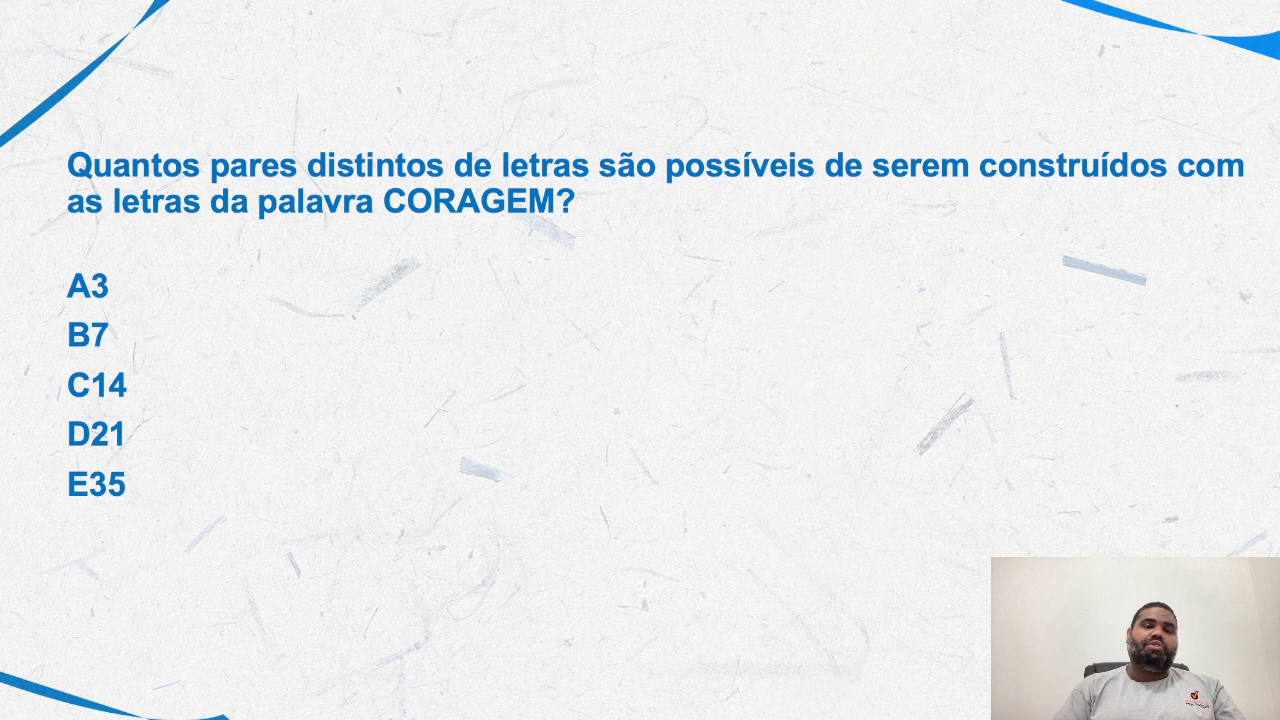 Quantos pares distintos de letras são possíveis de serem construídos com
as letras da palavra CORAGEM?
A3
B7
C14
D21
E35